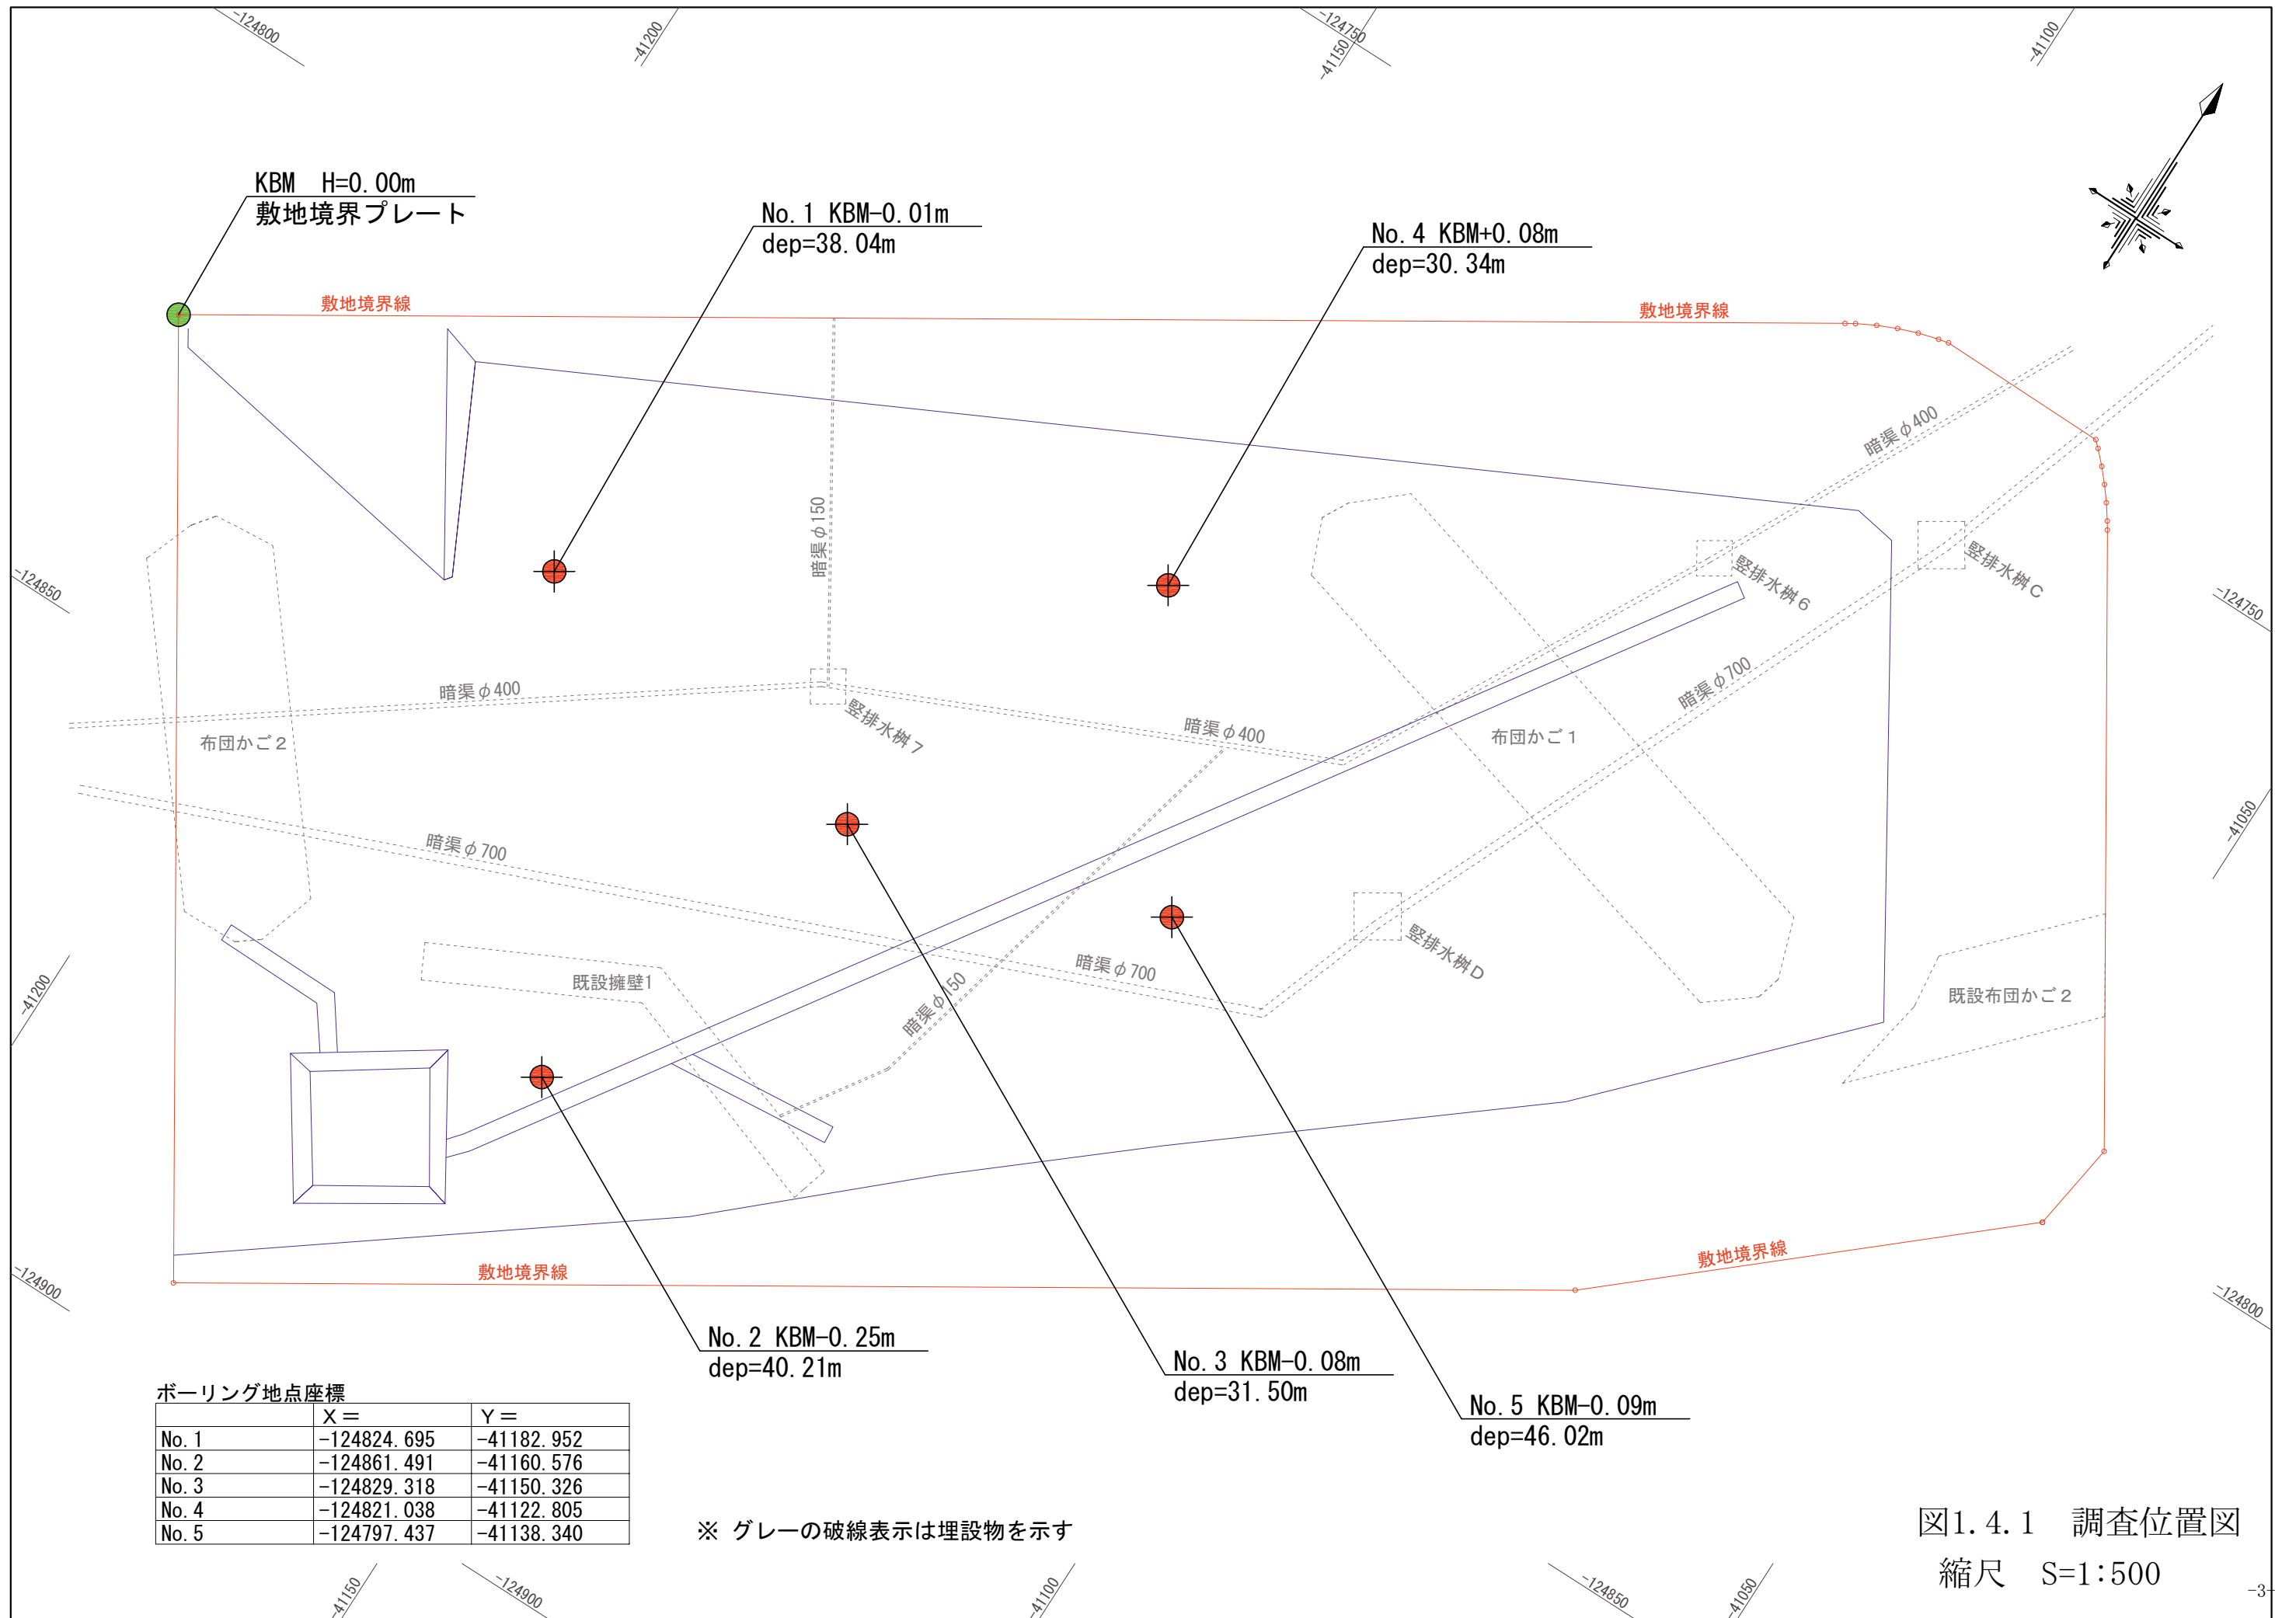 -124800
-41200
-124750
-41150
-41100
KBM H=0.00m
敷地境界プレート
No.1 KBM-0.01m
dep=38.04m
No.4 KBM+0.08m
dep=30.34m
敷地境界線
敷地境界線
暗渠φ400
暗渠φ150
竪排水桝6
竪排水桝C
-124850
-124750
暗渠φ400
暗渠φ700
竪排水桝7
暗渠φ400
布団かご2
布団かご1
暗渠φ700
-41050
竪排水桝D
暗渠φ700
既設擁壁1
暗渠φ150
既設布団かご2
-41200
敷地境界線
敷地境界線
-124900
-124800
No.2 KBM-0.25m
dep=40.21m
No.3 KBM-0.08m
dep=31.50m
No.5 KBM-0.09m
dep=46.02m
ボーリング地点座標
X= Y=
No.1 -124824.695 -41182.952
No.2 -124861.491 -41160.576
No.3 -124829.318 -41150.326
No.4 -124821.038 -41122.805
No.5 -124797.437 -41138.340
※ グレーの破線表示は埋設物を示す
図1.4.1 調査位置図
縮尺 S=1:500
-41150
-124900
-41100
-124850
-41050
-3-